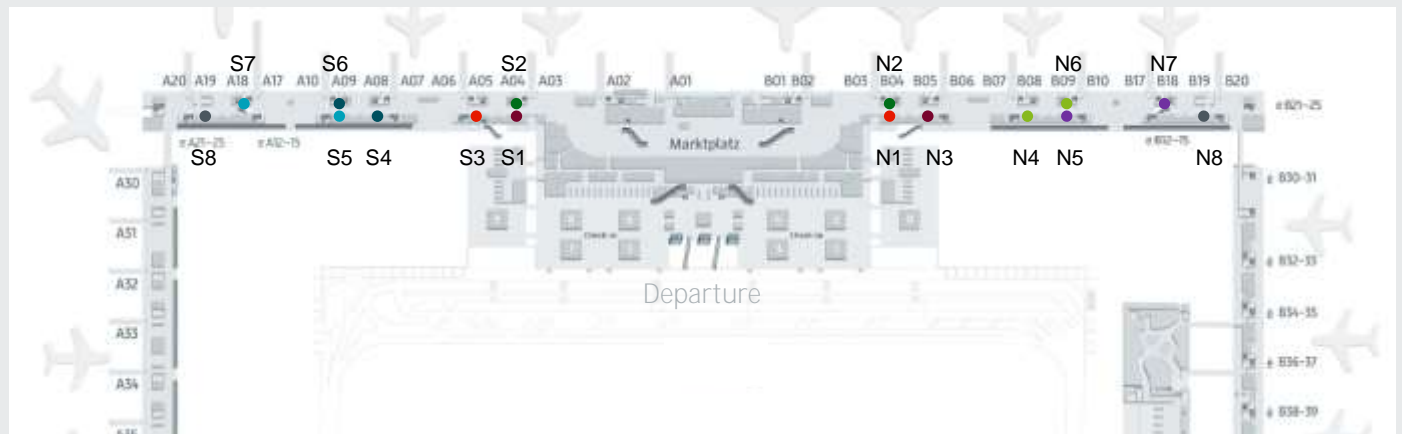 S7 S6 S2 N2 N6 N7
A20 A19 A18 A17 A10 A09 A08 A07 A06 A05 A04 A03 A02 A01 B01 B02 B03 B04 B05 B06 B07 B08 B09 B10 B17 B18 B19 B20
B21-25
A21-25 A12-15 Marktplatz B12-15
S8 S5 S4 S3 S1 N1 N3 N4 N5 N8
A30 B30-31
A31
Check-in Check-in
A32 B32-33
Departure
B34-35
A33
B36-37
A34
B38-39
A35